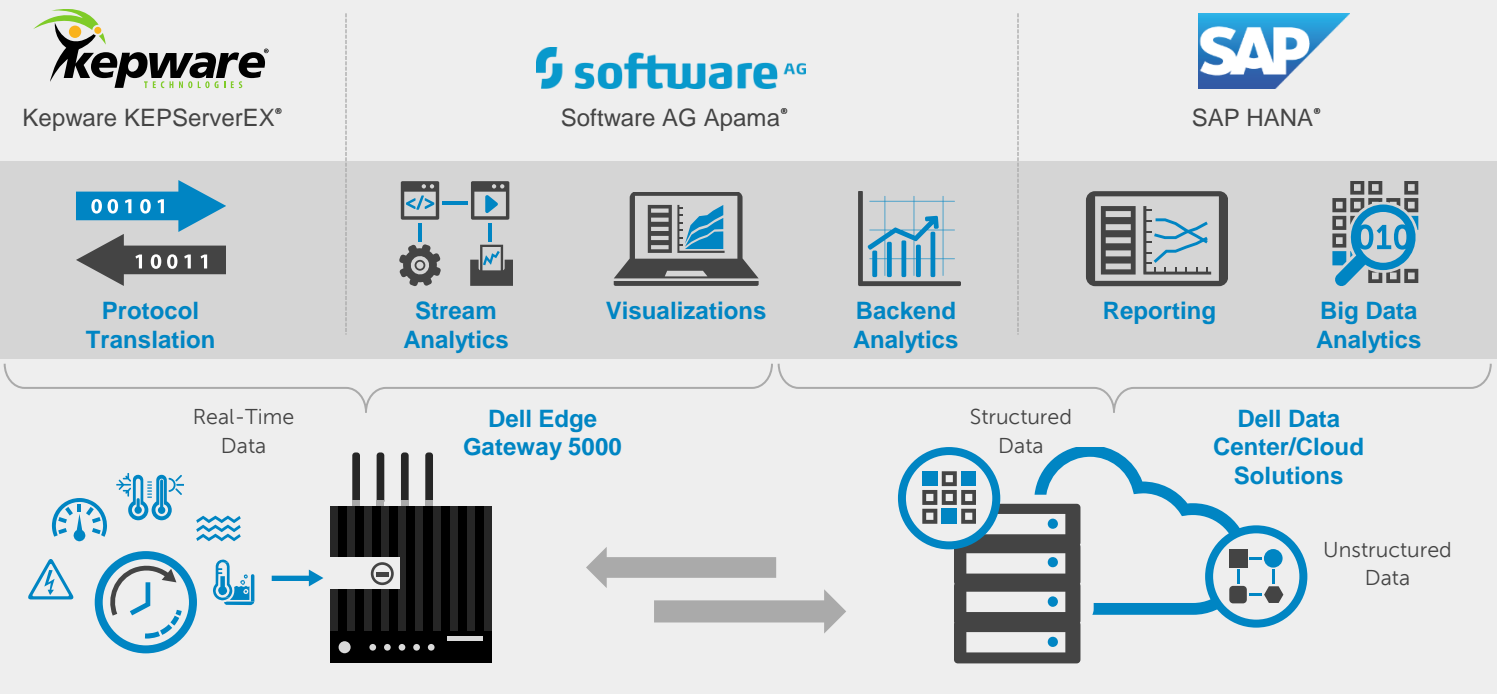 kepware®
TECHNOLOGIES
software AG
SAP
Kepware KEPServerEX®
Software AG Apama®
SAP HANA®
00101
10011
</>
010
Protocol
Translation
Stream
Analytics
Visualizations
Backend
Analytics
Reporting
Big Data
Analytics
Real-Time
Data
Dell Edge
Gateway 5000
Structured
Data
Dell Data
Center/Cloud
Solutions
Unstructured
Data